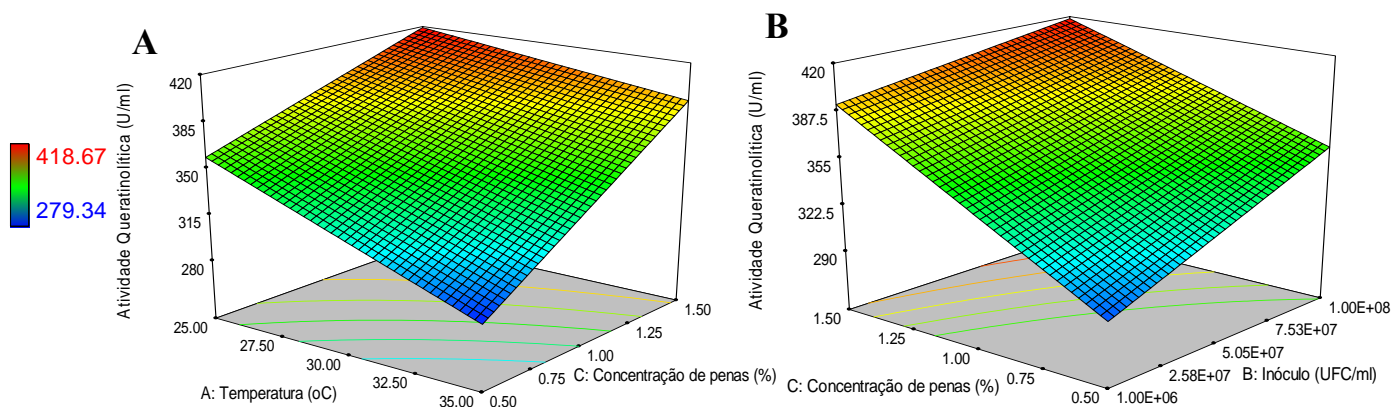 A
Atividade Queratinolítica (U/ml)
420
385
350
315
280
250
418.67
279.34
25.00
27.50
30.00
32.50
35.00
A: Temperatura (oC)
0.50
0.75
1.00
1.25
1.50
C: Concentração de penas (%)
B
Atividade Queratinolítica (U/ml)
420
387.5
355
322.5
290
1.50
1.25
1.00
0.75
0.50
C: Concentração de penas (%)
1.00E+06
2.58E+07
5.05E+07
7.53E+07
1.00E+08
B: Inóculo (UFC/ml)